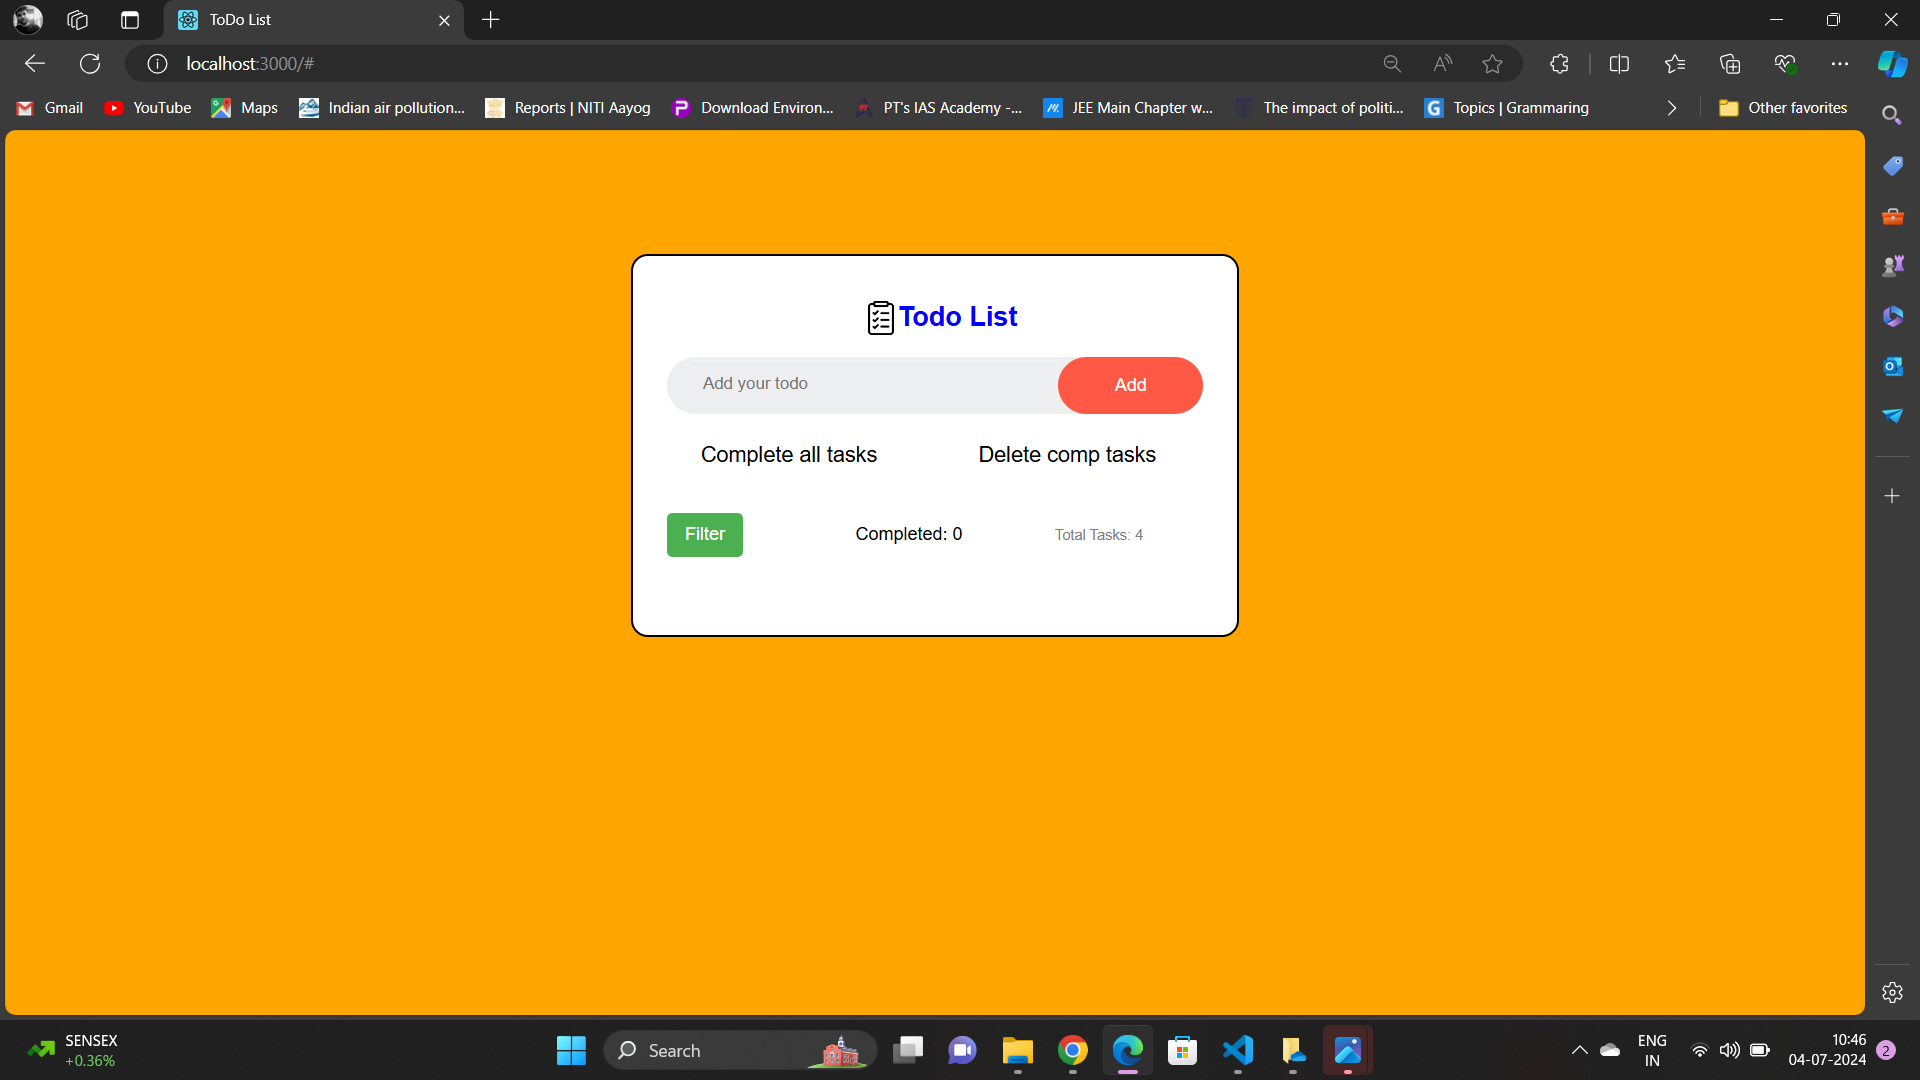 ToDo List
localhost:3000/#
Gmail
YouTube
Maps
Indian air pollution...
Reports | NITI Aayog
Download Environ...
PT's IAS Academy -...
JEE Main Chapter w...
The impact of politi...
G
Topics | Grammaring
Other favorites
Todo List
Add your todo
Add
Complete all tasks
Delete comp tasks
Filter
Completed: 0
Total Tasks: 4
SENSEX
+0.36%
Search
ENG
IN
10:46
04-07-2024
2